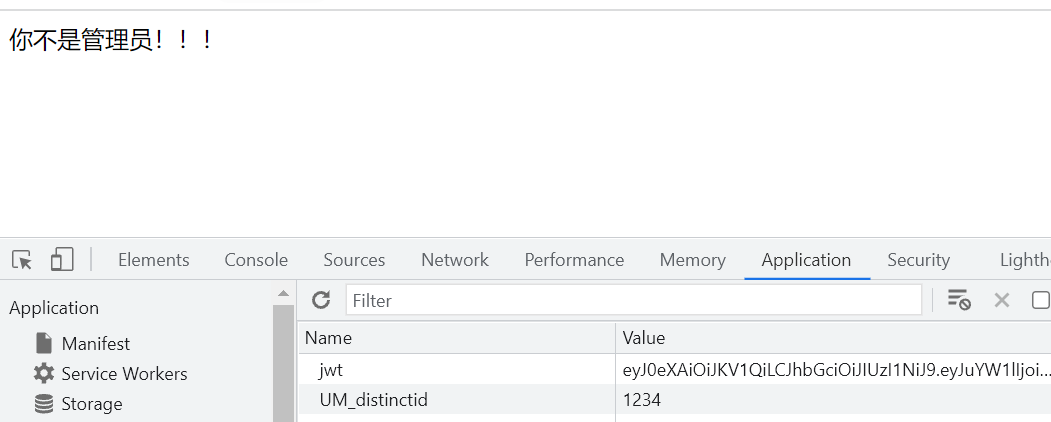 你不是管理员！！！
Elements Console Sources Network Performance Memory Application Security Lighth
Application
Filter
Manifest
Name Value
Service Workers
jwt eyJ0eXAiOiJKV1QiLCJhbGciOiJIUzI1NiJ9.eyJuYW1lIjoi...
Storage
UM_distinctid 1234